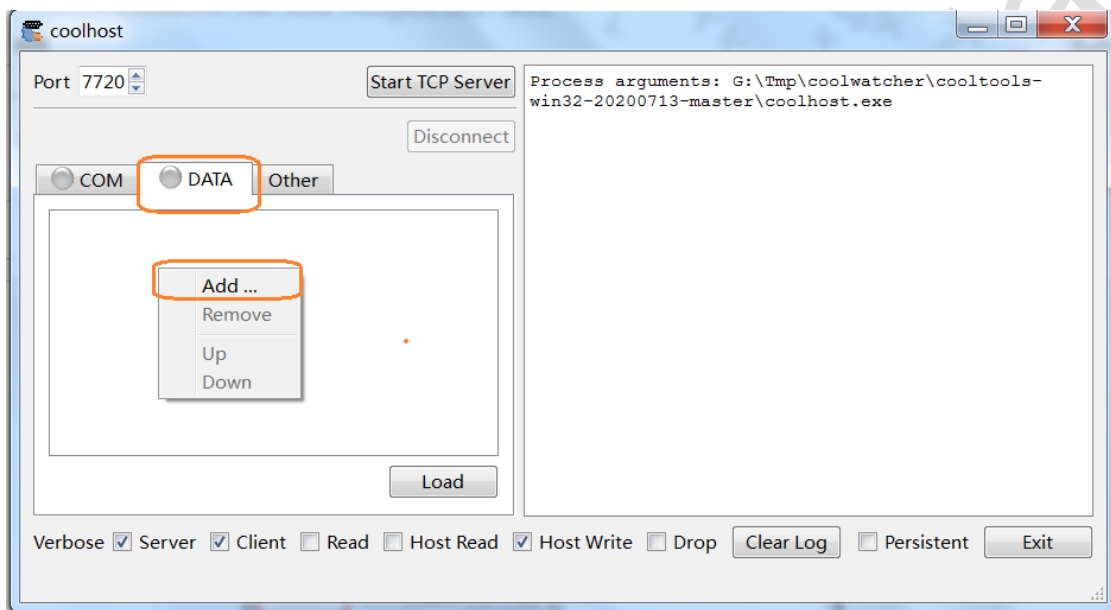 coolhost
Port 7720 Start TCP Server
Disconnect
COM DATA Other
Add ...
Remove
Up
Down
Load
Process arguments: G:\Tmp\coolwatcher\cooltools-
win32-20200713-master\coolhost.exe
Verbose Server Client Read Host Read Host Write Drop Clear Log Persistent Exit